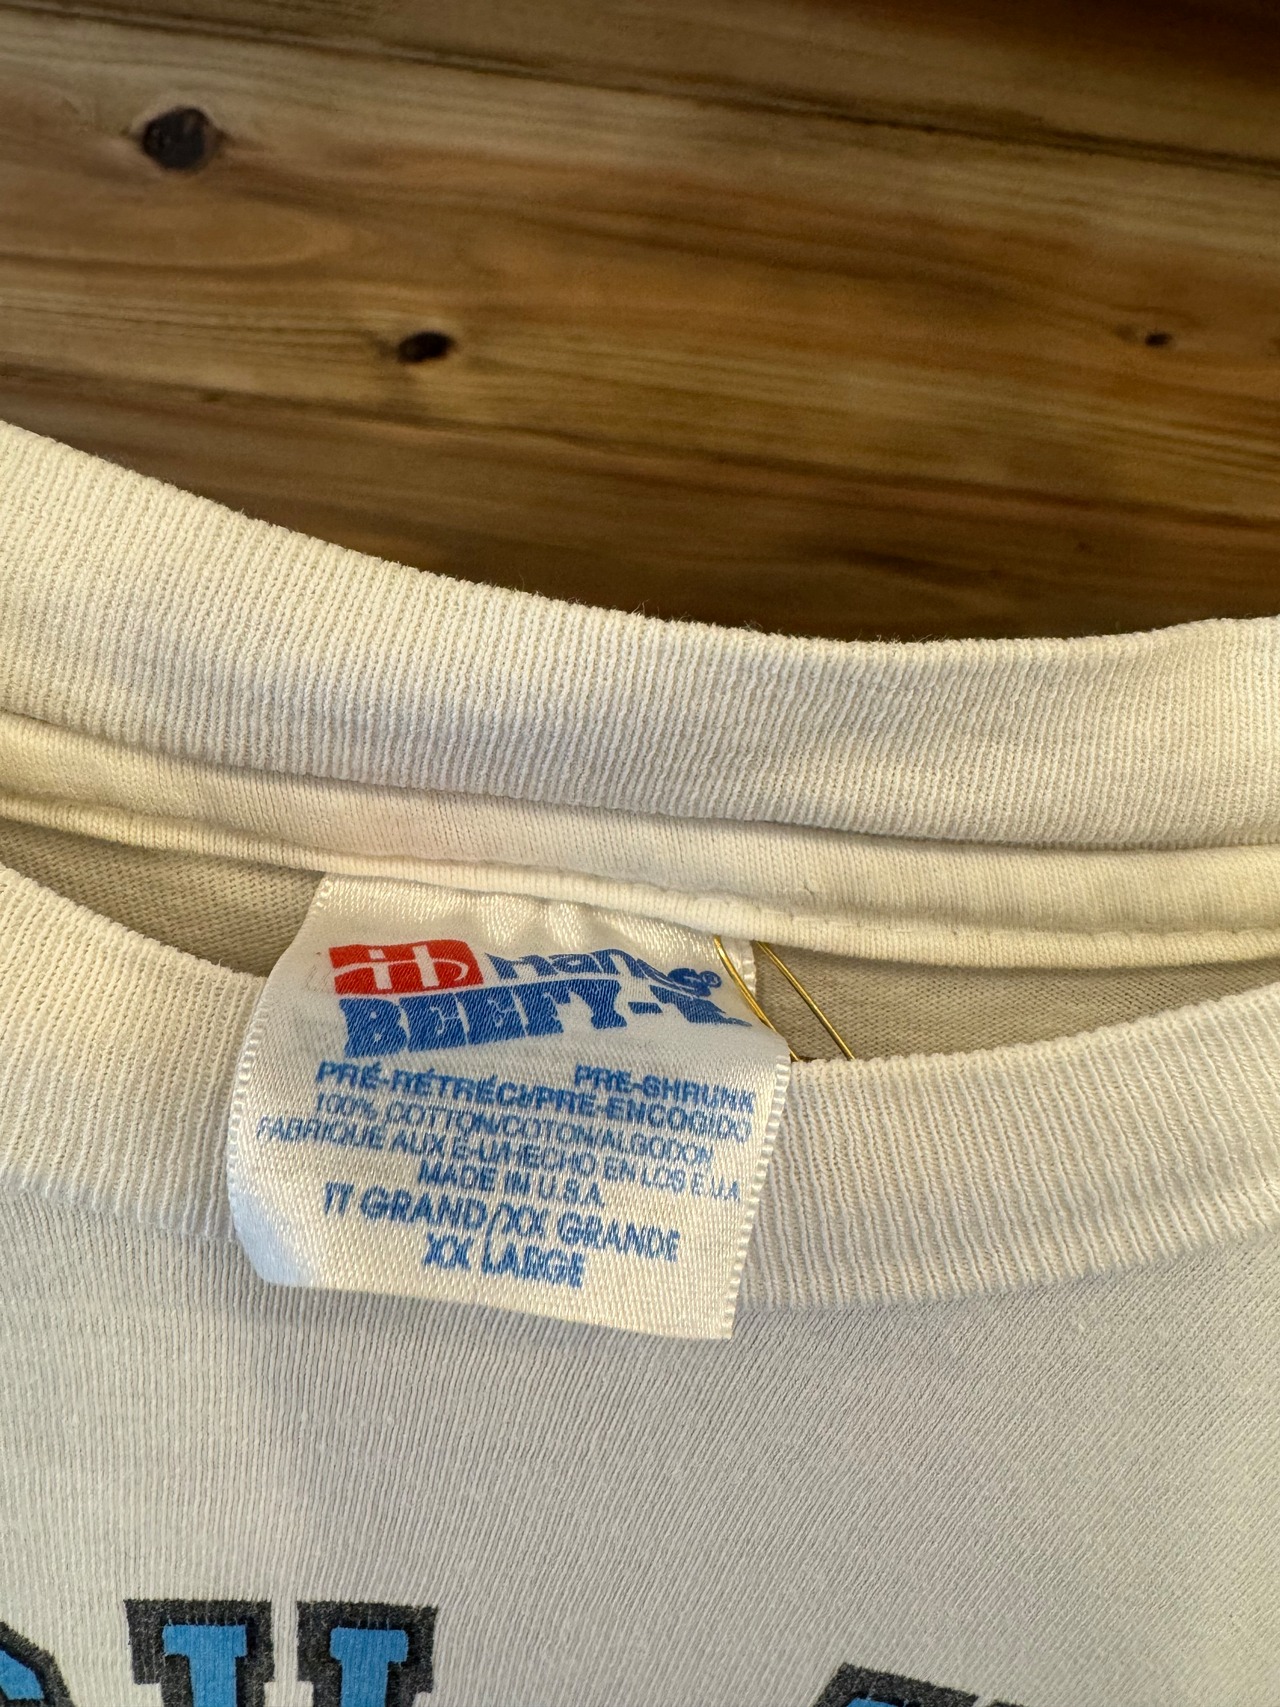 Hanes®
BEEFY-T®
PRE-SHRUNK
PRÉ-RÉTRÉCI/PRE-ENCOGIDO
100% COTTON/COTON/ALGODON
FABRIQUE AUX E-U/HECHO EN LOS E.U.A.
MADE IN U.S.A.
TT GRAND/XX GRANDE
XX LARGE